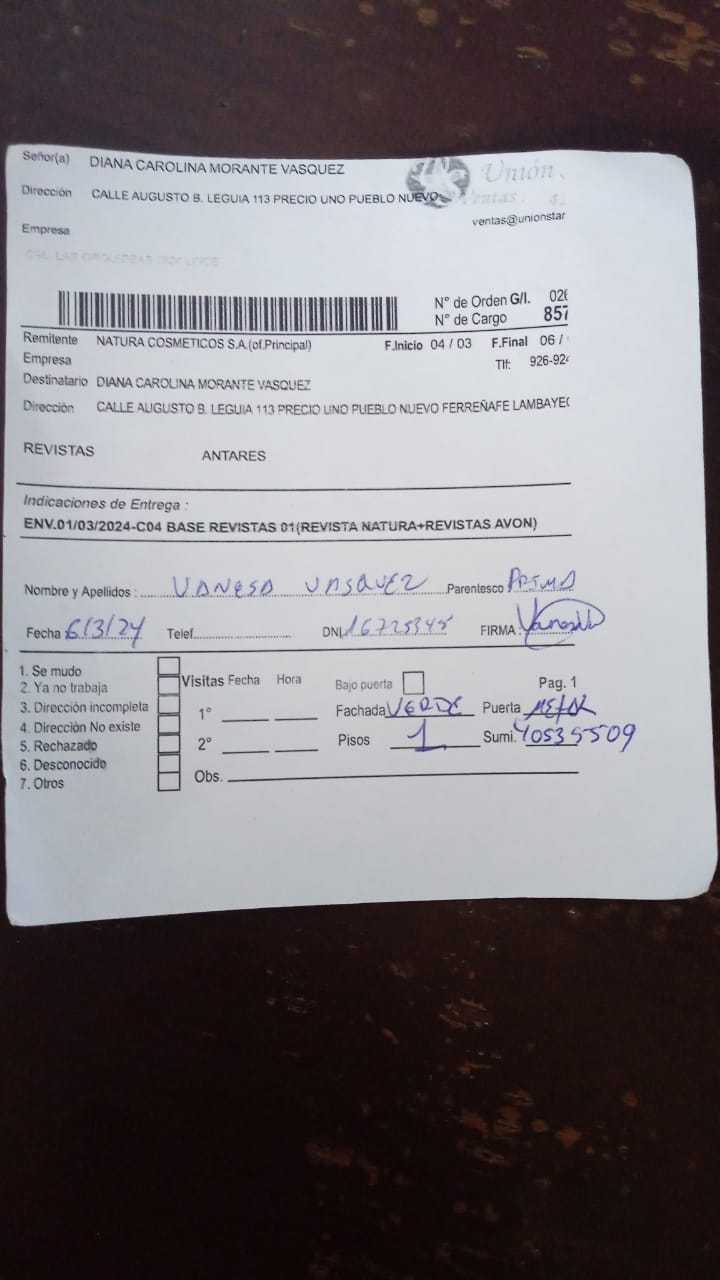 Señor(a) DIANA CAROLINA MORANTE VASQUEZ
Unión
Dirección CALLE AUGUSTO B. LEGUIA 113 PRECIO UNO PUEBLO NUEVO
Ventas:
ventas@unionstar
Empresa
N° de Orden G/I. 020
N° de Cargo 857
Remitente NATURA COSMETICOS S.A.(of.Principal) F.Inicio 04 / 03 F.Final 06 /
Empresa Tlf: 926-924
Destinatario DIANA CAROLINA MORANTE VASQUEZ
Dirección CALLE AUGUSTO B. LEGUIA 113 PRECIO UNO PUEBLO NUEVO FERREÑAFE LAMBAYEQ
REVISTAS ANTARES
Indicaciones de Entrega :
ENV.01/03/2024-C04 BASE REVISTAS 01(REVISTA NATURA+REVISTAS AVON)
Nombre y Apellidos : VANESA VASQUEZ Parentesco PRIMA
Fecha 6/3/24 Telef. DNI 16725345 FIRMA
1. Se mudo
2. Ya no trabaja
3. Dirección incompleta
4. Dirección No existe
5. Rechazado
6. Desconocido
7. Otros
Visitas Fecha Hora Bajo puerta Pag. 1
1° Fachada VERDE Puerta METAL
2° Pisos 1 Sumi. 40535509
Obs.